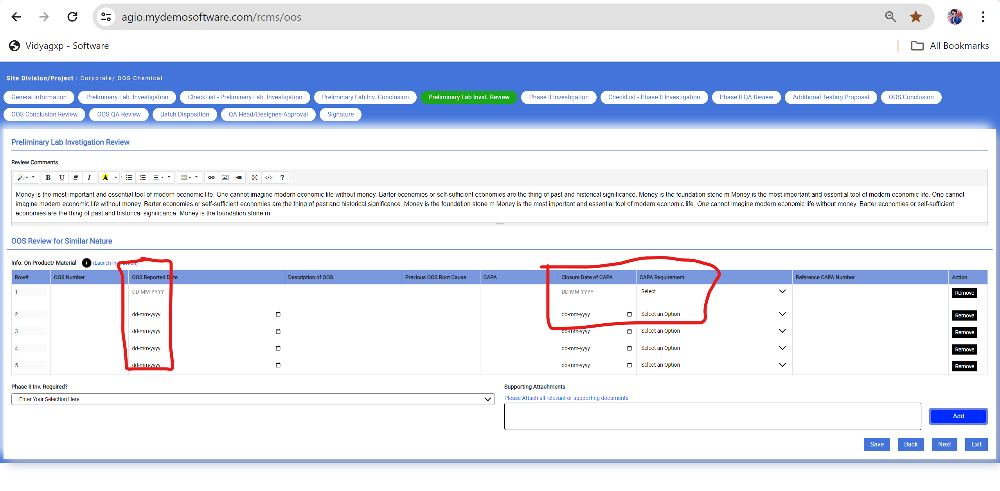 agio.mydemosoftware.com/rcms/oos
Vidyagxp - Software
All Bookmarks
Site Division/Project : Corporate/ OOS Chemical
General Information
Preliminary Lab. Investigation
CheckList - Preliminary Lab. Investigation
Preliminary Lab Inv. Conclusion
Preliminary Lab Invst. Review
Phase II Investigation
CheckList - Phase II Investigation
Phase II QA Review
Additional Testing Proposal
OOS Conclusion
OOS Conclusion Review
OOS QA Review
Batch Disposition
QA Head/Designee Approval
Signature
Preliminary Lab Invstigation Review
Review Comments
B U I A </> ?
Money is the most important and essential tool of modern economic life. One cannot imagine modern economic life without money. Barter economies or self-sufficient economies are the thing of past and historical significance. Money is the foundation stone m Money is the most important and essential tool of modern economic life. One cannot
imagine modern economic life without money. Barter economies or self-sufficient economies are the thing of past and historical significance. Money is the foundation stone m Money is the most important and essential tool of modern economic life. One cannot imagine modern economic life without money. Barter economies or self-sufficient
economies are the thing of past and historical significance. Money is the foundation stone m
OOS Review for Similar Nature
Info. On Product/ Material + (Launch Instruction)
Row# OOS Number OOS Reported Date Description of OOS Previous OOS Root Cause CAPA Closure Date of CAPA CAPA Requirement Reference CAPA Number Action
1 DD-MM-YYYY DD-MM-YYYY Select Remove
2 dd-mm-yyyy dd-mm-yyyy Select an Option Remove
3 dd-mm-yyyy dd-mm-yyyy Select an Option Remove
4 dd-mm-yyyy dd-mm-yyyy Select an Option Remove
5 dd-mm-yyyy dd-mm-yyyy Select an Option Remove
Phase II Inv. Required?
Enter Your Selection Here
Supporting Attachments
Please Attach all relevant or supporting documents
Add
Save Back Next Exit